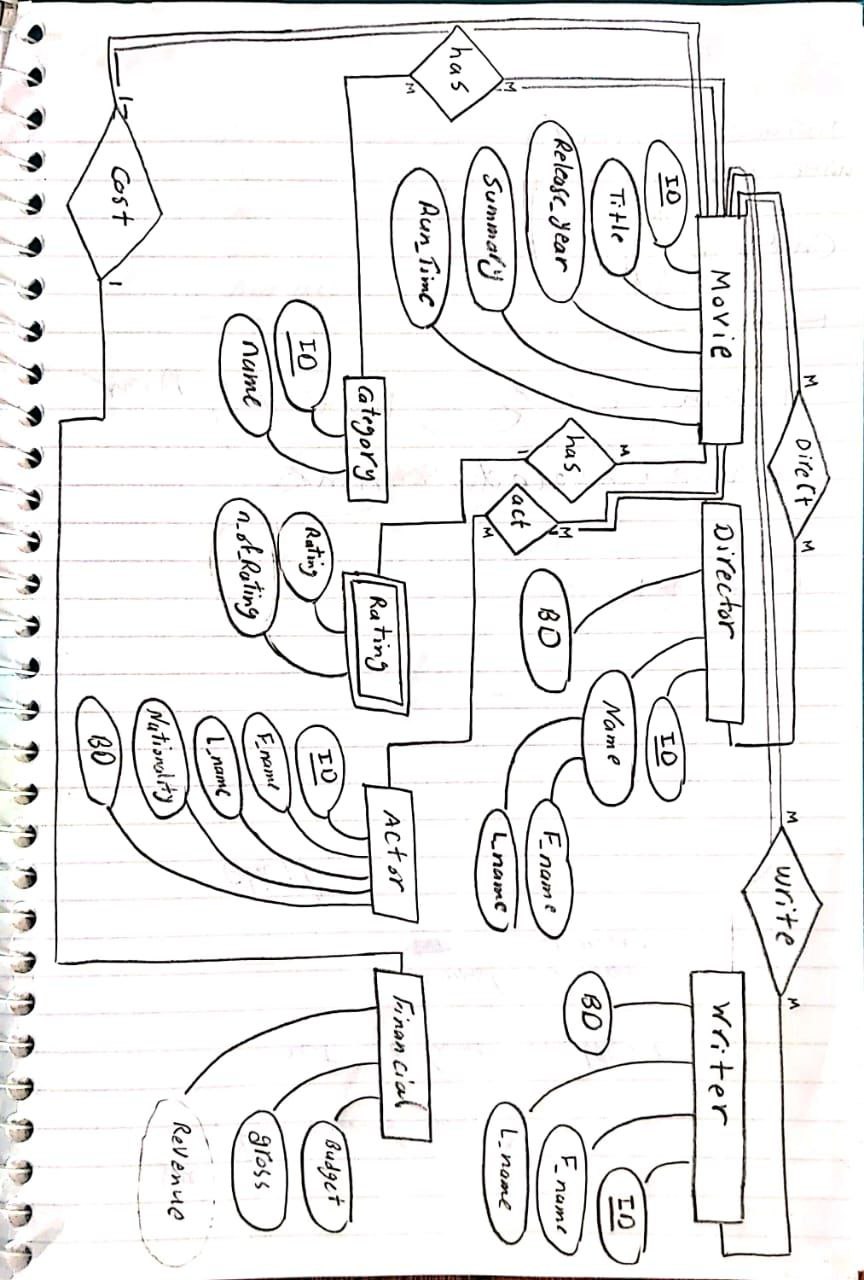 has
M
M
1
Cost
1
ID
Title
Release_year
Summary
Run_Time
Movie
M
Direct
M
ID
name
Category
has
M
1
act
M
M
Director
BD
Name
ID
F_name
L_name
Rating
n_of_Rating
Rating
M
write
M
ID
F_name
L_name
Nationality
BD
Actor
Writer
BD
L_name
F_name
ID
Financial
Revenue
gross
Budget